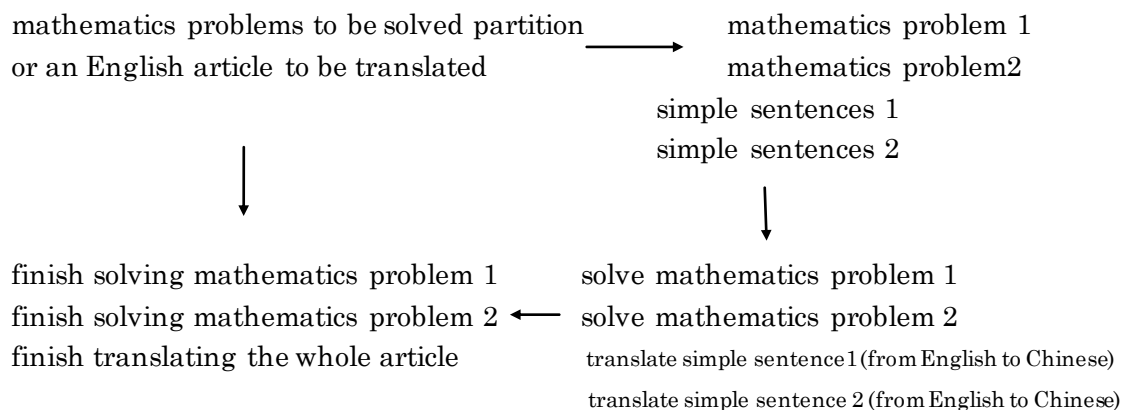 mathematics problems to be solved partition
or an English article to be translated
mathematics problem 1
mathematics problem2
simple sentences 1
simple sentences 2
finish solving mathematics problem 1
finish solving mathematics problem 2
finish translating the whole article
solve mathematics problem 1
solve mathematics problem 2
translate simple sentence1 (from English to Chinese)
translate simple sentence 2 (from English to Chinese)